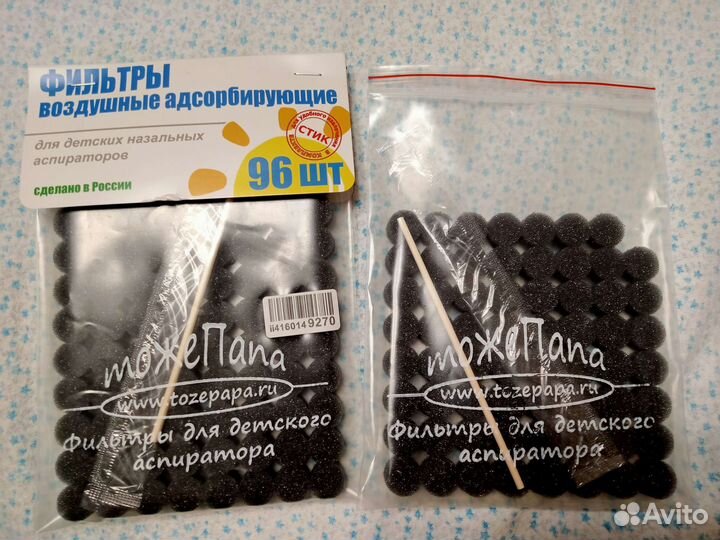 ФИЛЬТРЫ
воздушные адсорбирующие
для детских назальных
аспираторов
сделано в России
СТИК
96 шт
ii4160149270
тожеПапа
www.tozepapa.ru
Фильтры для детского
аспиратора
тожеПапа
www.tozepapa.ru
Фильтры для детского
аспиратора
Avito